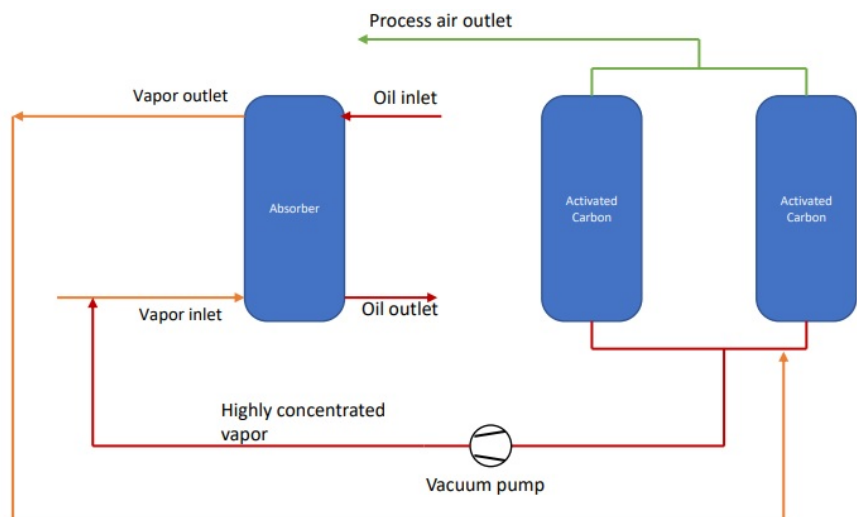 Process air outlet
Vapor outlet
Oil inlet
Absorber
Activated
Carbon
Activated
Carbon
Vapor inlet
Oil outlet
Highly concentrated
vapor
Vacuum pump